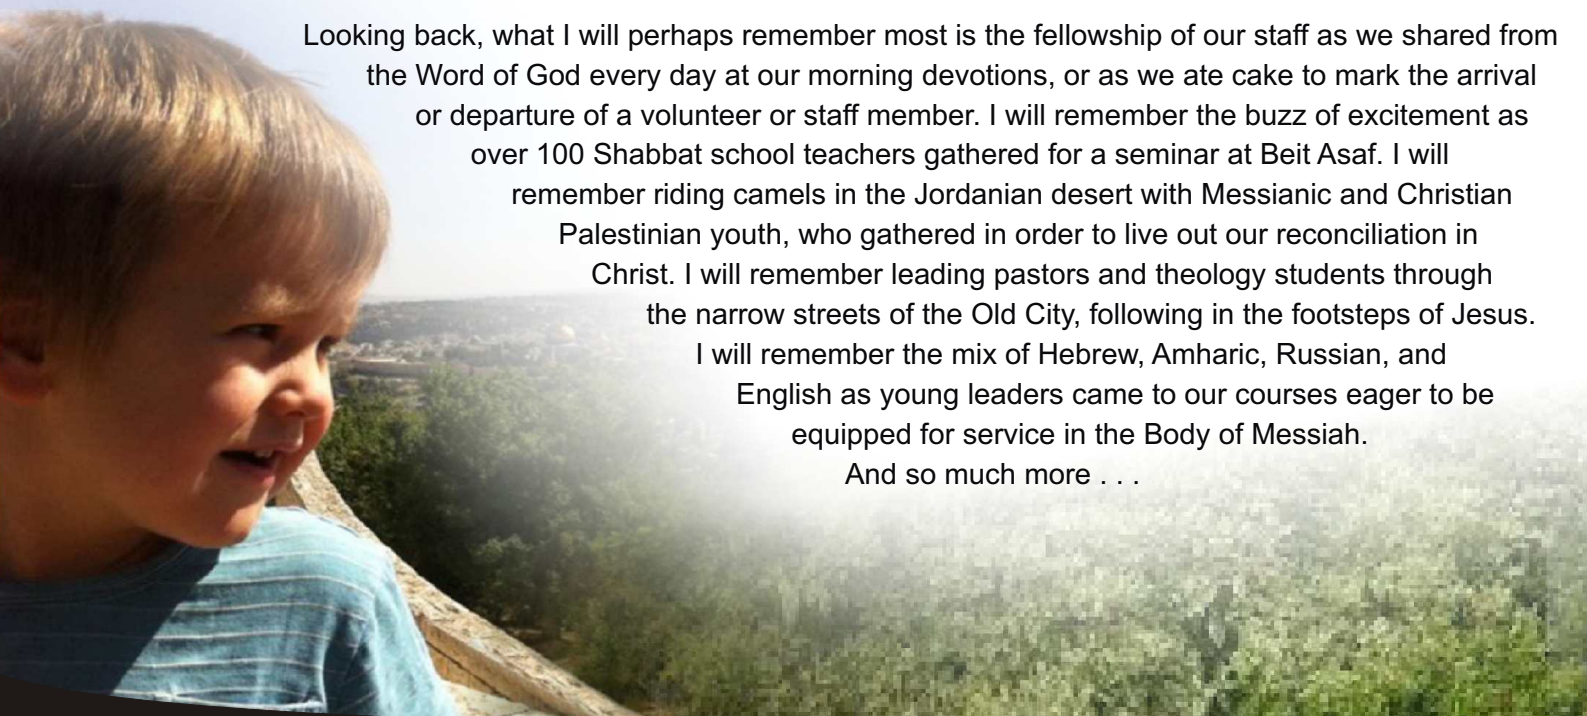 Looking back, what I will perhaps remember most is the fellowship of our staff as we shared from
the Word of God every day at our morning devotions, or as we ate cake to mark the arrival
or departure of a volunteer or staff member. I will remember the buzz of excitement as
over 100 Shabbat school teachers gathered for a seminar at Beit Asaf. I will
remember riding camels in the Jordanian desert with Messianic and Christian
Palestinian youth, who gathered in order to live out our reconciliation in
Christ. I will remember leading pastors and theology students through
the narrow streets of the Old City, following in the footsteps of Jesus.
I will remember the mix of Hebrew, Amharic, Russian, and
English as young leaders came to our courses eager to be
equipped for service in the Body of Messiah.
And so much more . . .